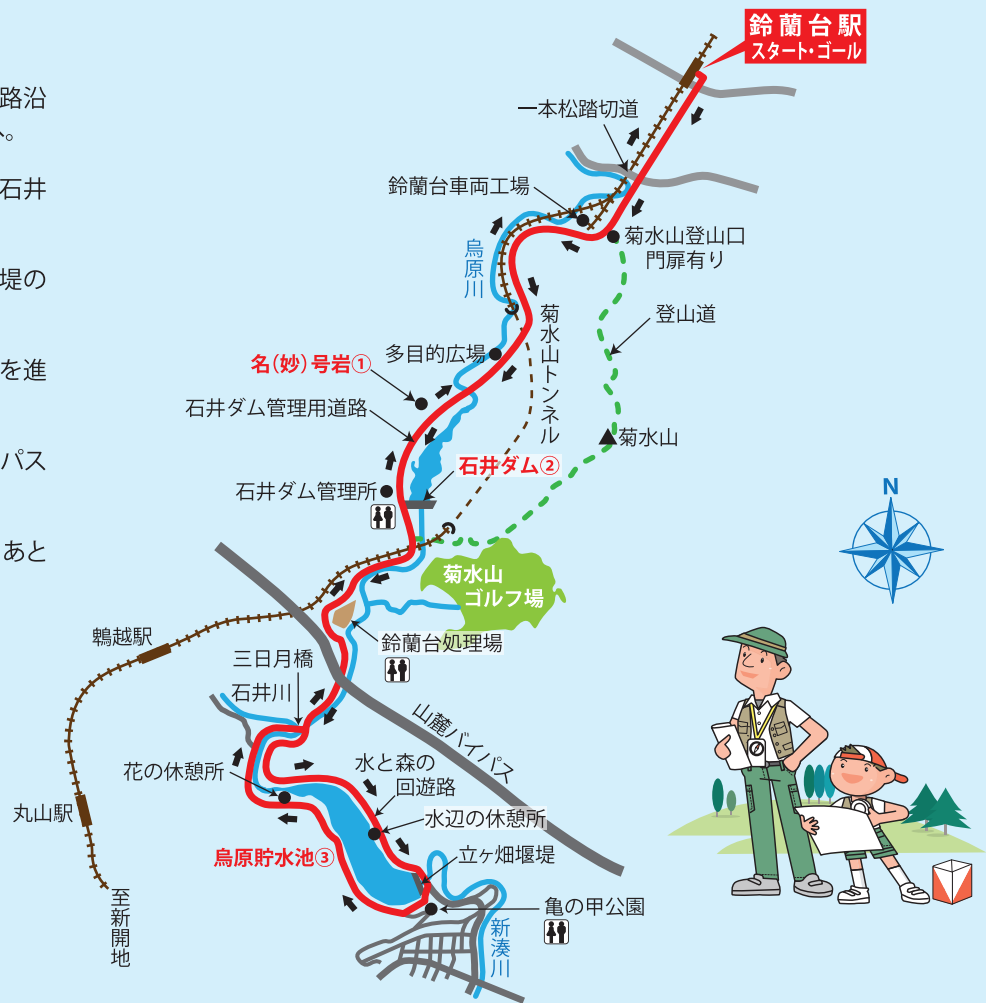 路沿
。
石井
堤の
を進
パス
あと
鈴蘭台駅
スタート・ゴール
一本松踏切道
鈴蘭台車両工場
菊水山登山口
門扉有り
烏原川
登山道
菊水山トンネル
多目的広場
名(妙)号岩①
石井ダム管理用道路
菊水山
石井ダム②
石井ダム管理所
N
菊水山
ゴルフ場
鵯越駅
鈴蘭台処理場
三日月橋
石井川
山麓バイパス
花の休憩所
水と森の
回遊路
丸山駅
水辺の休憩所
烏原貯水池③
立ヶ畑堰堤
亀の甲公園
至新開地
新湊川